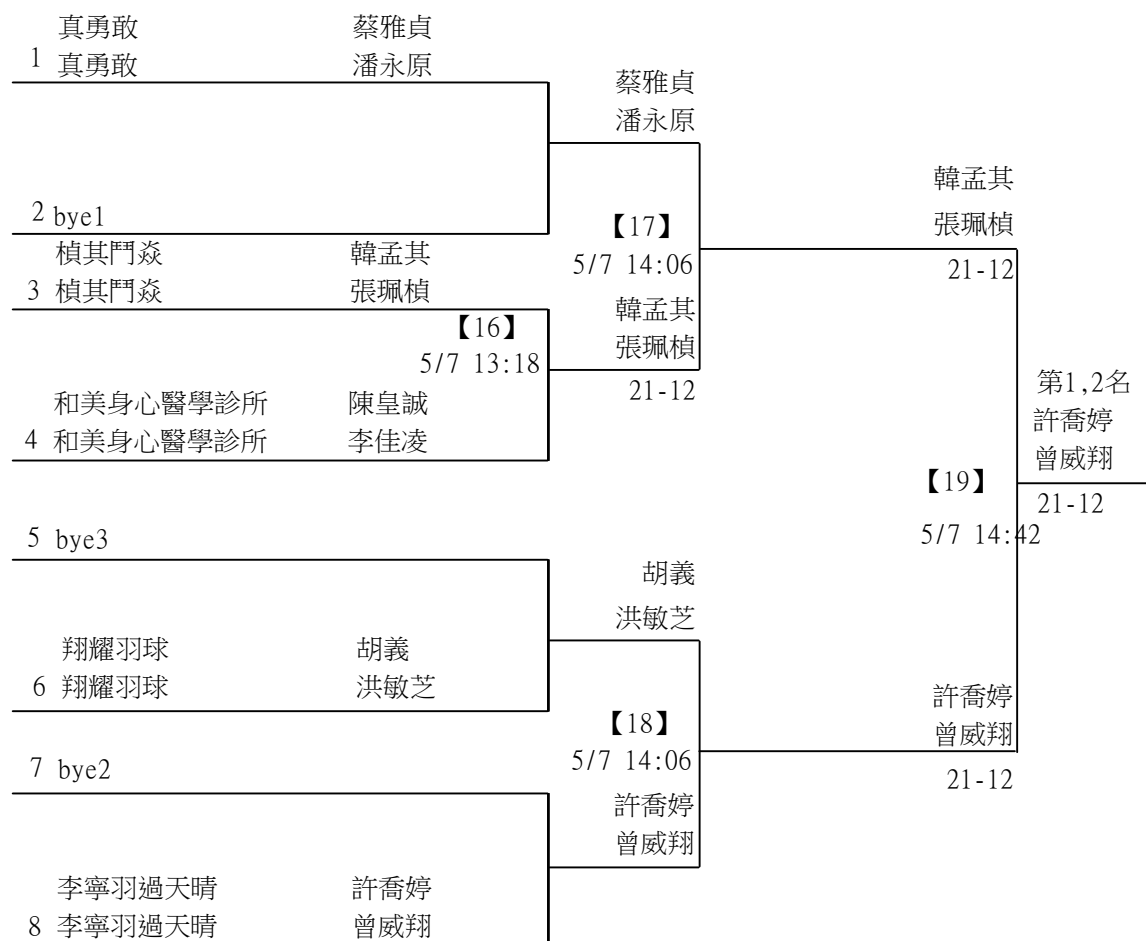 真勇敢 蔡雅貞
1 真勇敢 潘永原
蔡雅貞
潘永原
2 bye1
【17】
5/7 14:06
韓孟其
張珮楨
21-12
楨其鬥焱 韓孟其
3 楨其鬥焱 張珮楨
【16】
5/7 13:18
韓孟其
張珮楨
21-12
和美身心醫學診所 陳皇誠
4 和美身心醫學診所 李佳凌
第1,2名
許喬婷
曾威翔
21-12
【19】
5/7 14:42
5 bye3
胡義
洪敏芝
翔耀羽球 胡義
6 翔耀羽球 洪敏芝
【18】
5/7 14:06
許喬婷
曾威翔
21-12
7 bye2
許喬婷
曾威翔
李寧羽過天晴 許喬婷
8 李寧羽過天晴 曾威翔